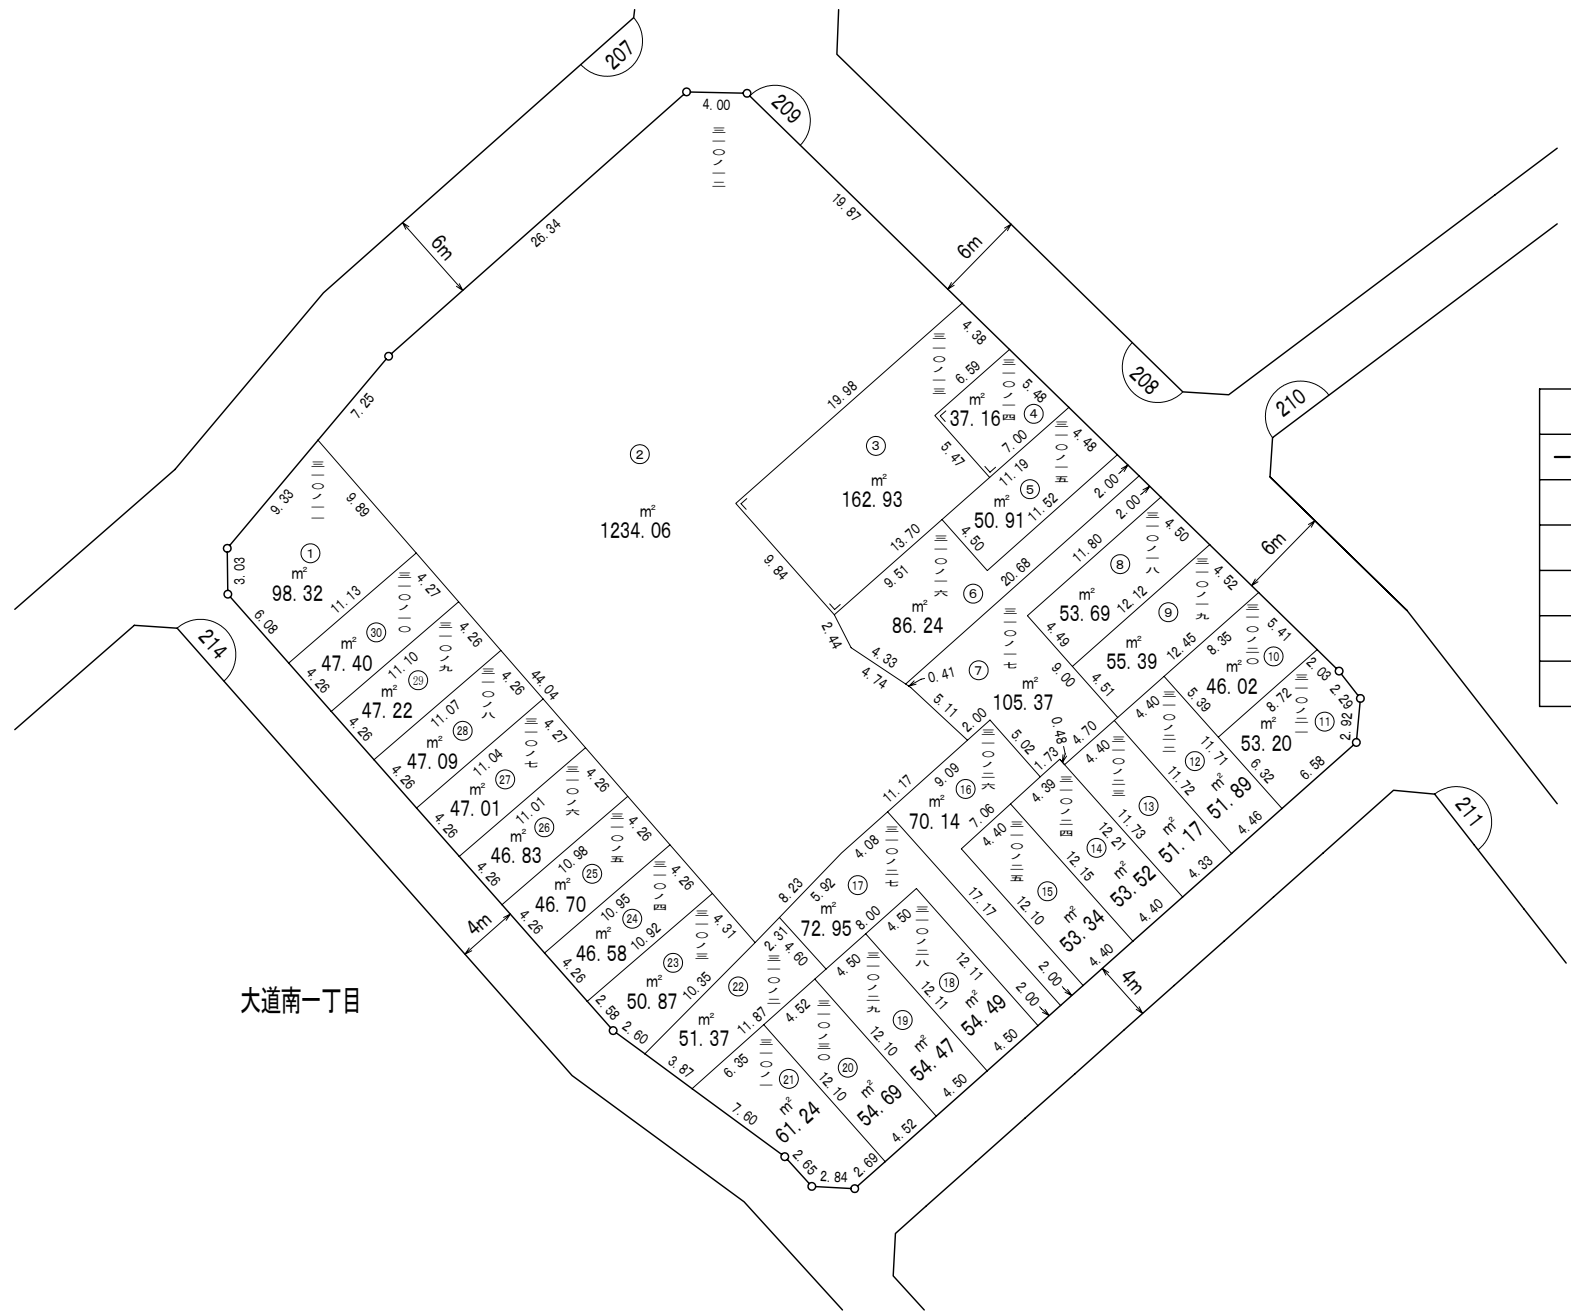 207
209
4.00
三一〇ノ一二
19.87
26.34
6m
6m
208
210
7.25
②
m²
1234.06
19.98
4.38
三一〇ノ一三
6.59
三一〇ノ一四
5.48
m²
37.16
④
③
m²
162.93
5.47
7.00
4.48
三一〇ノ一五
11.19
⑤
m²
50.91
11.52
4.50
2.00
2.00
13.70
9.84
9.51
三一〇ノ一六
⑥
m²
86.24
20.68
2.44
4.33
4.74
0.41
11.80
三一〇ノ一八
4.50
⑧
m²
53.69
12.12
4.49
三一〇ノ一九
4.52
⑨
m²
55.39
12.45
9.00
4.51
6m
三一〇ノ一七
⑦
m²
105.37
5.11
2.00
5.02
1.73
0.48
4.70
三一〇ノ二〇
5.41
8.35
⑩
m²
46.02
5.39
4.40
2.03
2.29
2.92
三一〇ノ二一
⑪
8.72
m²
53.20
6.32
6.58
三一〇ノ二二
⑫
11.71
11.72
m²
51.89
4.46
4.40
三一〇ノ二三
⑬
11.73
m²
51.17
4.33
4.39
三一〇ノ二四
⑭
12.21
12.15
m²
53.52
4.40
4.40
三一〇ノ二五
⑮
12.10
m²
53.34
4.40
三一〇ノ二六
⑯
9.09
m²
70.14
7.06
11.17
17.17
2.00
2.00
4.08
三一〇ノ二七
⑰
5.92
m²
72.95
8.00
8.23
2.31
4.60
4.50
三一〇ノ二八
⑱
12.11
12.11
m²
54.49
4.50
4.50
三一〇ノ二九
⑲
12.10
m²
54.47
4.50
4.52
三一〇ノ三〇
⑳
12.10
m²
54.69
4.52
6.35
三一〇ノ一
㉑
m²
61.24
7.60
2.65
2.84
2.69
三一〇ノ二
㉒
m²
51.37
11.87
3.87
三一〇ノ三
㉓
4.31
m²
50.87
10.35
2.58
2.60
三一〇ノ四
㉔
4.26
10.95
m²
46.58
10.92
4.26
三一〇ノ五
㉕
4.26
10.98
m²
46.70
4.26
三一〇ノ六
㉖
4.26
11.01
m²
46.83
4.26
三一〇ノ七
㉗
4.27
11.04
m²
47.01
4.26
三一〇ノ八
㉘
4.26
44.04
11.07
m²
47.09
4.26
三一〇ノ九
㉙
4.26
11.10
m²
47.22
4.26
三一〇ノ一〇
㉚
4.27
11.13
m²
47.40
4.26
三一〇ノ一一
9.33
9.89
①
m²
98.32
3.03
6.08
214
4m
大道南一丁目
4m
211